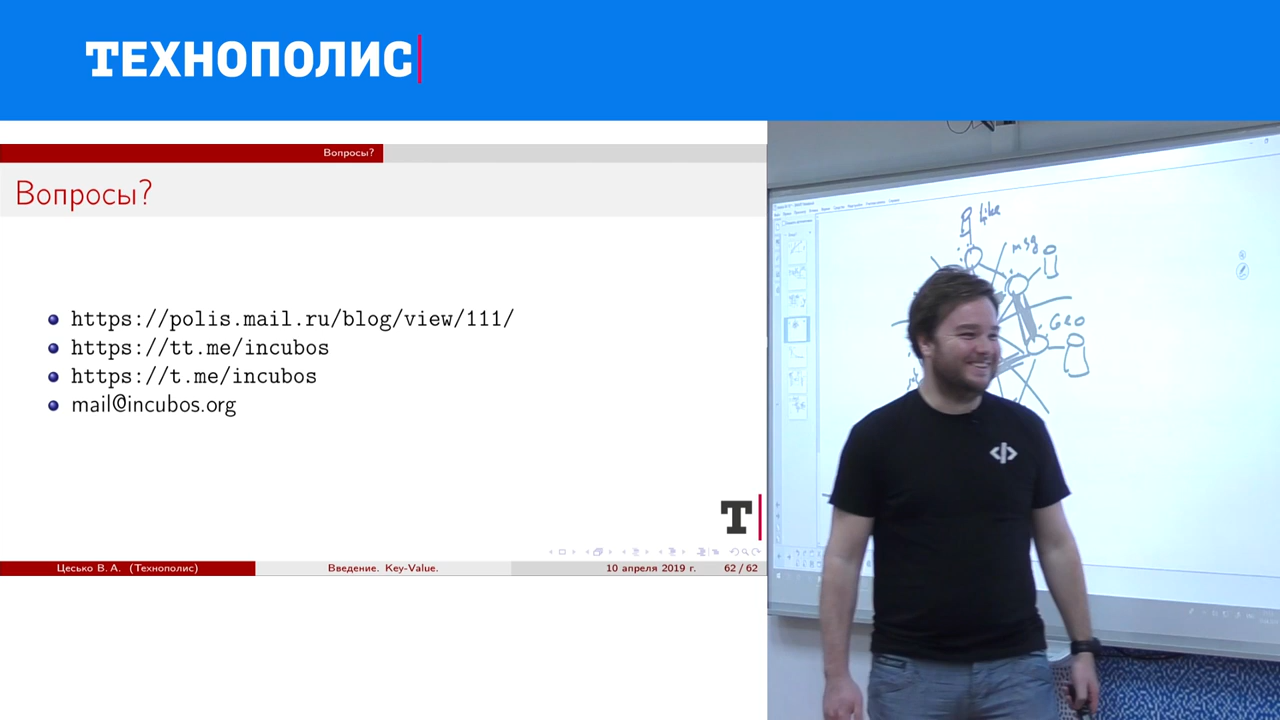 ТЕХНОПОЛИС
Вопросы?
Вопросы?
https://polis.mail.ru/blog/view/111/
https://tt.me/incubos
https://t.me/incubos
mail@incubos.org
Т
Цесько В. А. (Технополис)
Введение. Key-Value.
10 апреля 2019 г.
62 / 62
like
msg
Geo